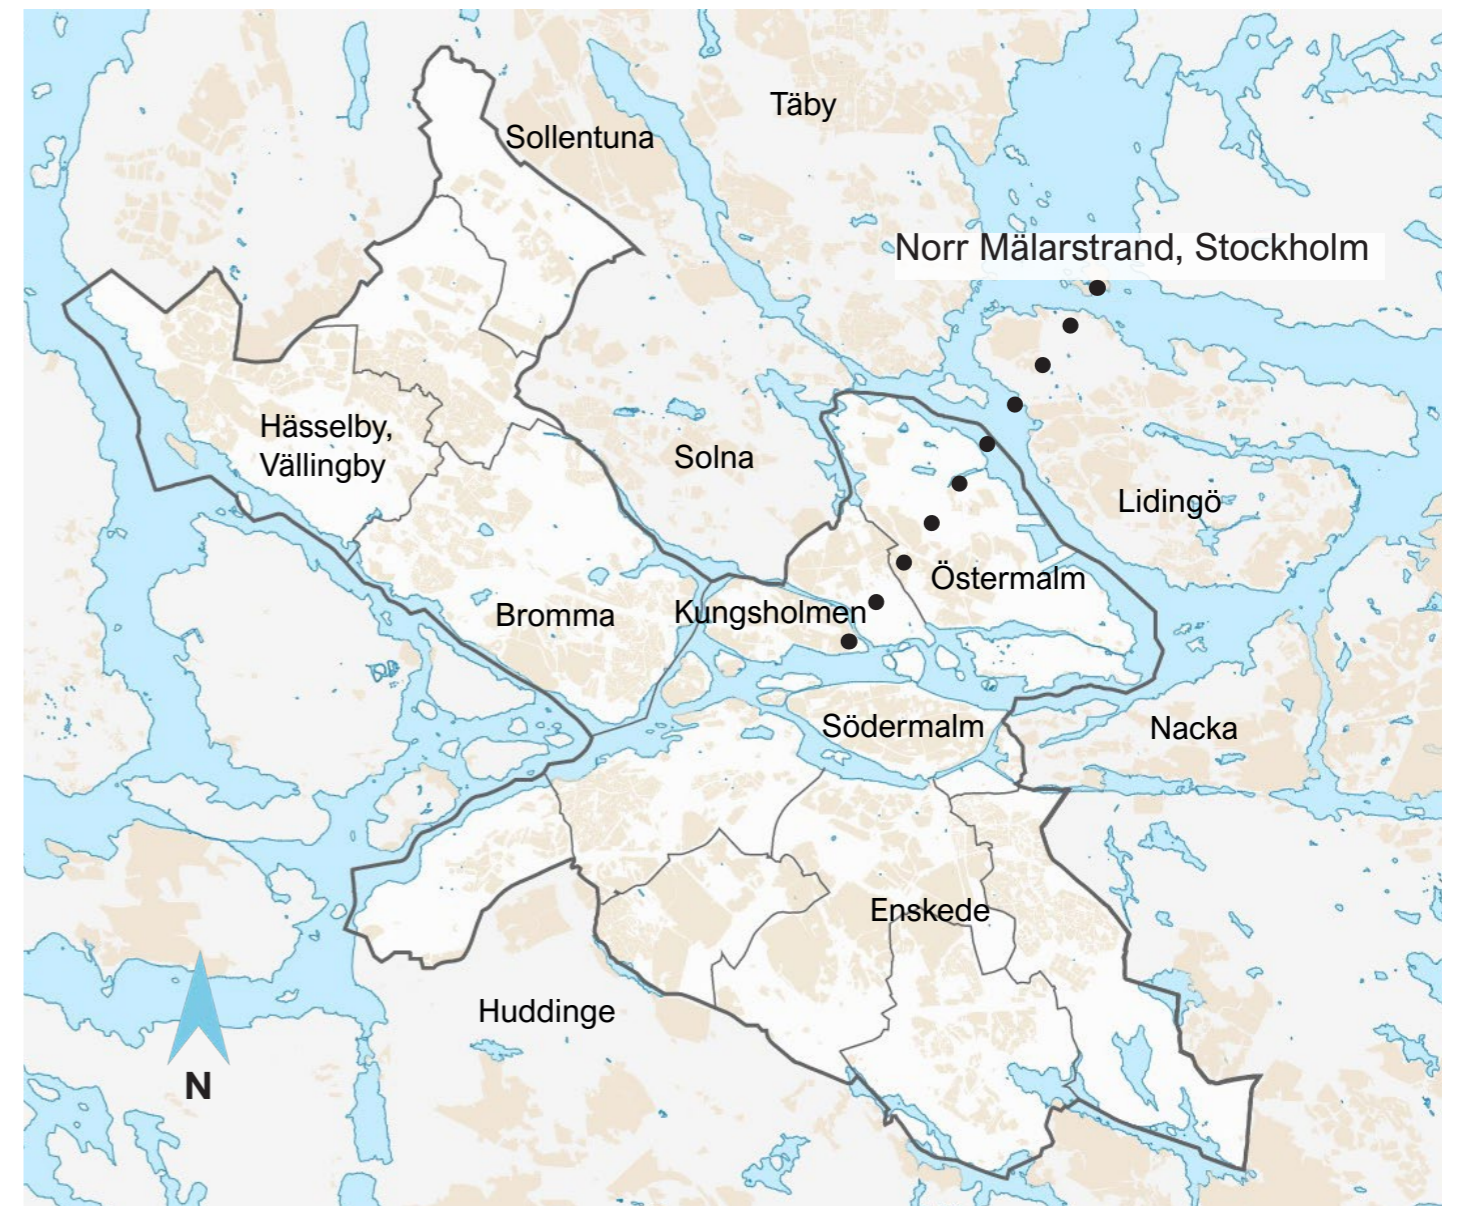 Täby
Sollentuna
Norr Mälarstrand, Stockholm
Hässelby,
Vällingby
Solna
Lidingö
Östermalm
Bromma
Kungsholmen
Södermalm
Nacka
Enskede
Huddinge
N